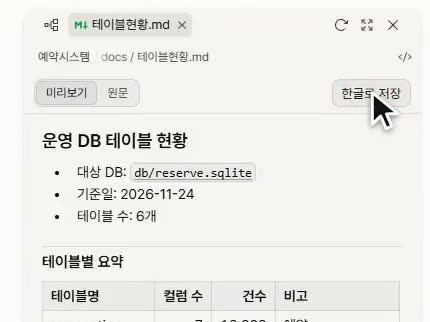 M↓ 테이블현황.md
예약시스템 docs / 테이블현황.md
미리보기 원문 한글로 저장
운영 DB 테이블 현황
• 대상 DB: db/reserve.sqlite
• 기준일: 2026-11-24
• 테이블 수: 6개
테이블별 요약
테이블명 컬럼 수 건수 비고